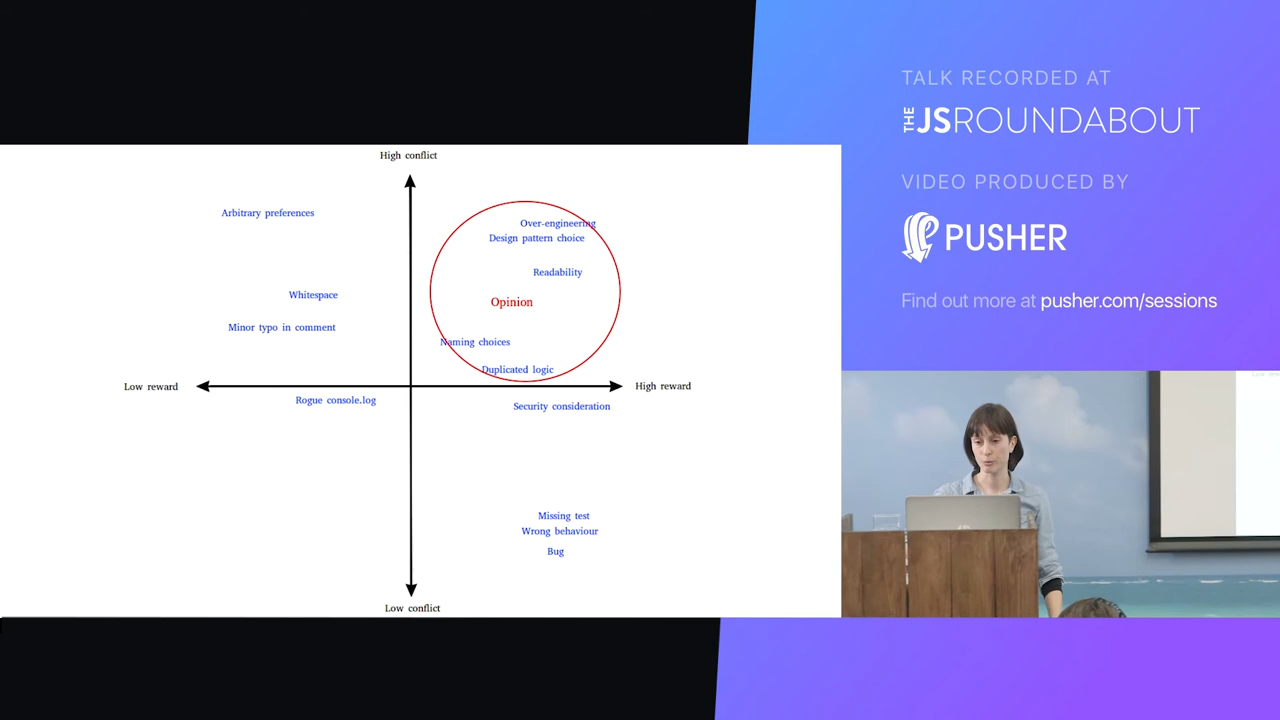 TALK RECORDED AT
THE JSROUNDABOUT
VIDEO PRODUCED BY
PUSHER
Find out more at pusher.com/sessions
High conflict
Arbitrary preferences
Over-engineering
Design pattern choice
Readability
Whitespace
Opinion
Minor typo in comment
Naming choices
Duplicated logic
Low reward
High reward
Rogue console.log
Security consideration
Missing test
Wrong behaviour
Bug
Low conflict